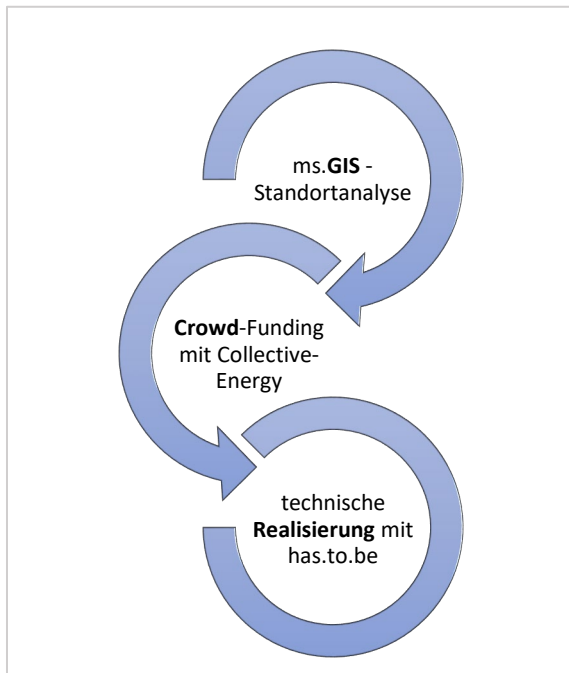 ms.GIS -
Standortanalyse
Crowd-Funding
mit Collective-
Energy
technische
Realisierung mit
has.to.be